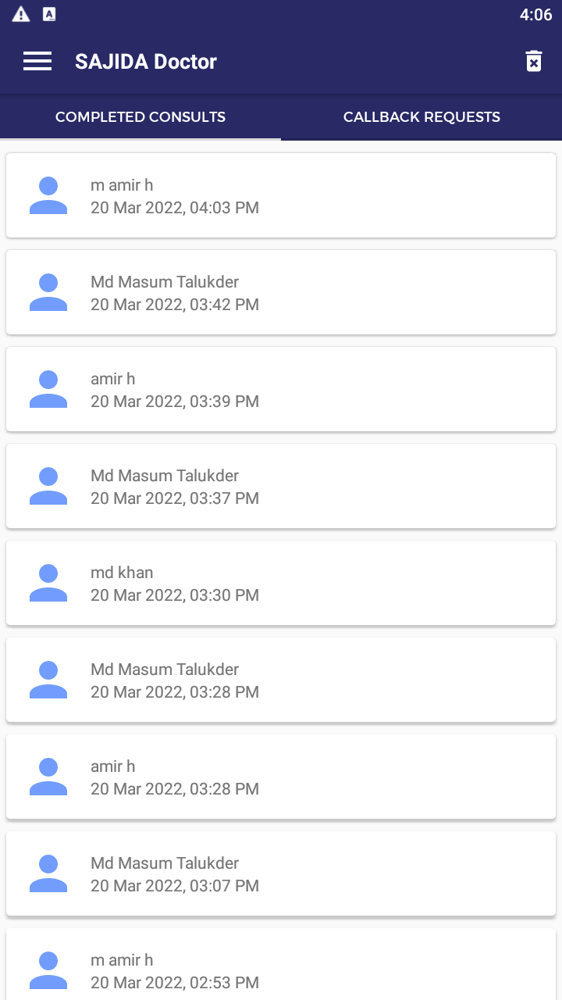 4:06
SAJIDA Doctor
COMPLETED CONSULTS
CALLBACK REQUESTS
m amir h
20 Mar 2022, 04:03 PM
Md Masum Talukder
20 Mar 2022, 03:42 PM
amir h
20 Mar 2022, 03:39 PM
Md Masum Talukder
20 Mar 2022, 03:37 PM
md khan
20 Mar 2022, 03:30 PM
Md Masum Talukder
20 Mar 2022, 03:28 PM
amir h
20 Mar 2022, 03:28 PM
Md Masum Talukder
20 Mar 2022, 03:07 PM
m amir h
20 Mar 2022, 02:53 PM